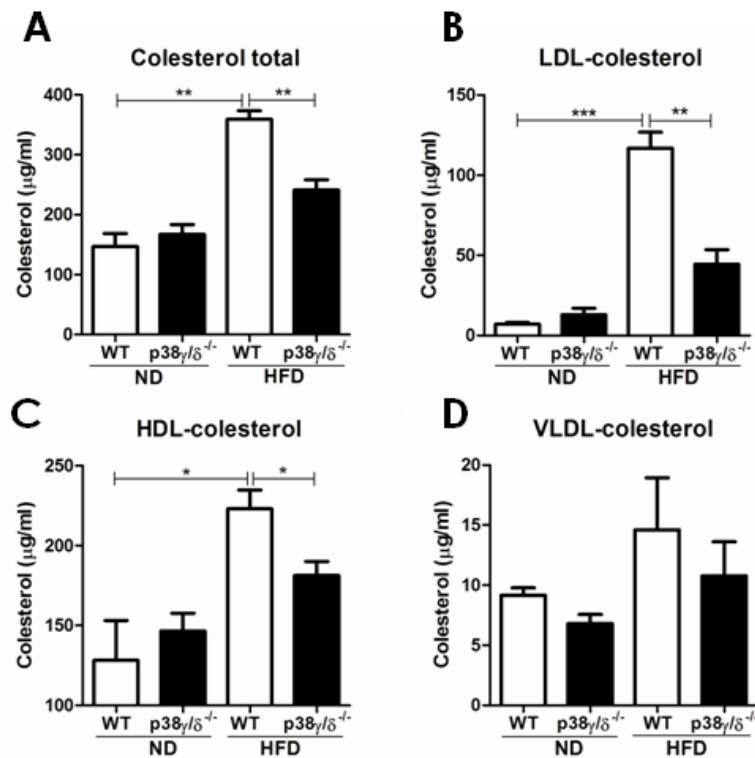 A
Colesterol total
Colesterol (μg/ml)
400
300
200
100
0
** **
WT p38γ/δ-/- WT p38γ/δ-/-
ND HFD
B
LDL-colesterol
Colesterol (μg/ml)
150
100
50
0
*** **
WT p38γ/δ-/- WT p38γ/δ-/-
ND HFD
C
HDL-colesterol
Colesterol (μg/ml)
250
200
150
100
* *
WT p38γ/δ-/- WT p38γ/δ-/-
ND HFD
D
VLDL-colesterol
Colesterol (μg/ml)
20
15
10
5
0
WT p38γ/δ-/- WT p38γ/δ-/-
ND HFD